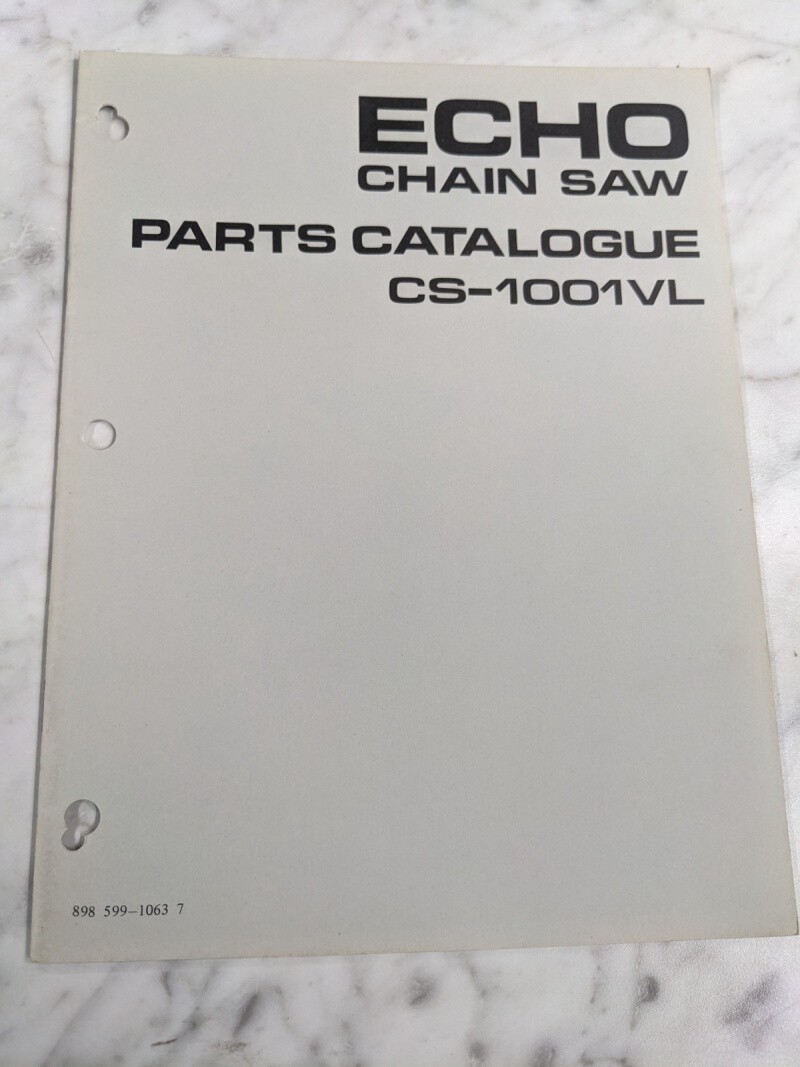 ECHO
CHAIN SAW
PARTS CATALOGUE
CS-1001VL
898 599-1063 7